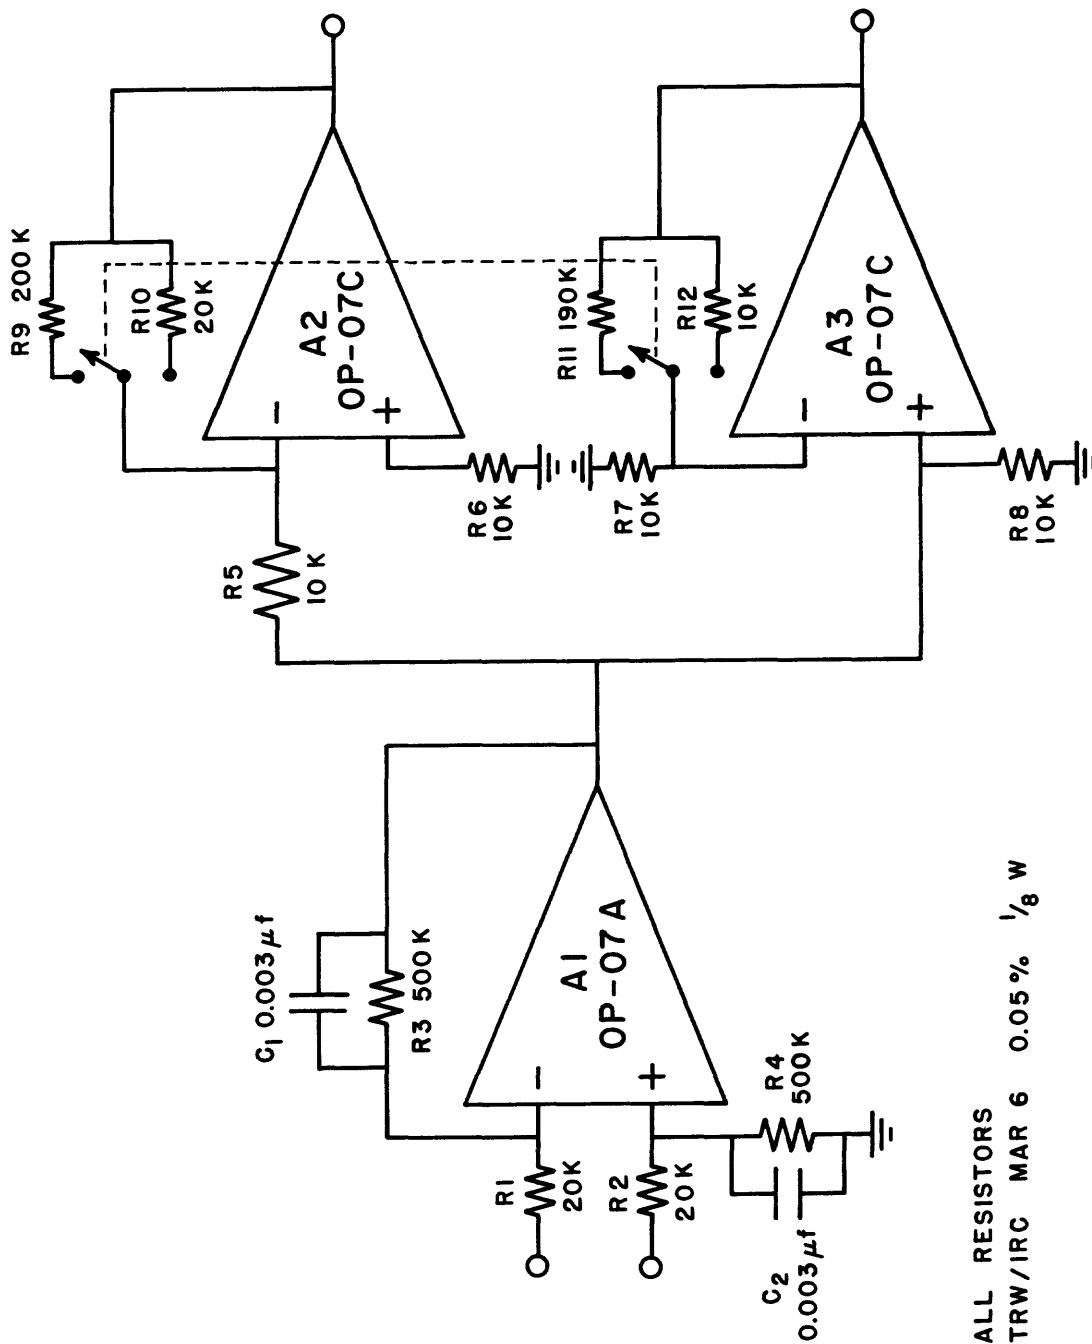 R9 200K
R10
20K
A2
OP-07C
−
+
R5
10K
R6
10K
R11 190K
R12
10K
R7
10K
A3
OP-07C
−
+
R8
10K
C1 0.003μf
R3 500K
A1
OP-07A
−
+
R1
20K
R2
20K
R4
500K
C2
0.003μf
ALL RESISTORS
TRW/IRC MAR 6 0.05% 1/8 W